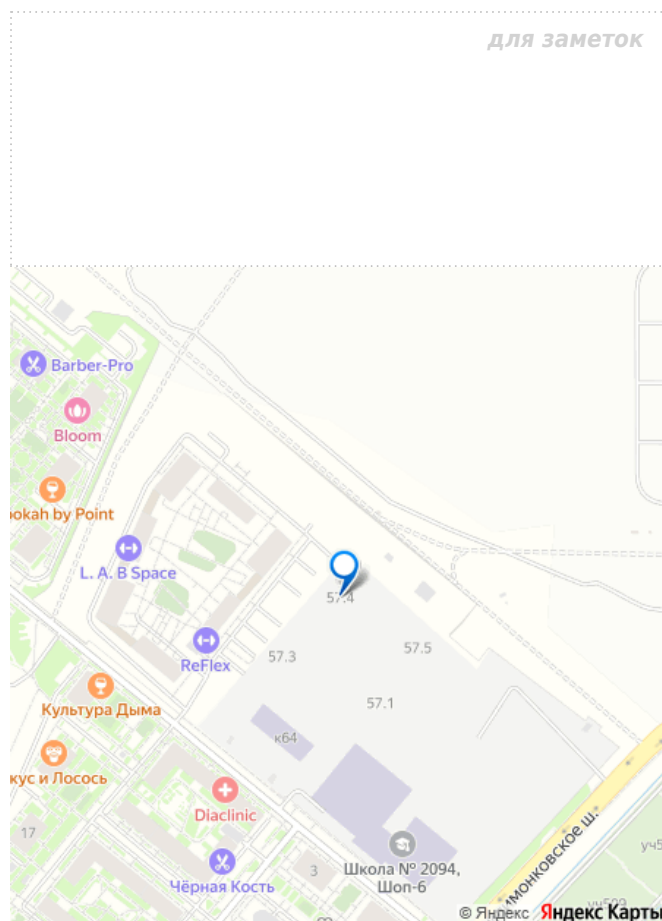 для заметок
Barber-Pro
Bloom
ookah by Point
L. A. B Space
57.4
57.5
ReFlex
57.3
57.1
Культура Дыма
к64
кус и Лосось
Diaclinic
17
3
Школа № 2094,
Шоп-6
Чёрная Кость
имонковское ш.
уч5
уч599
© Яндекс Яндекс Карты